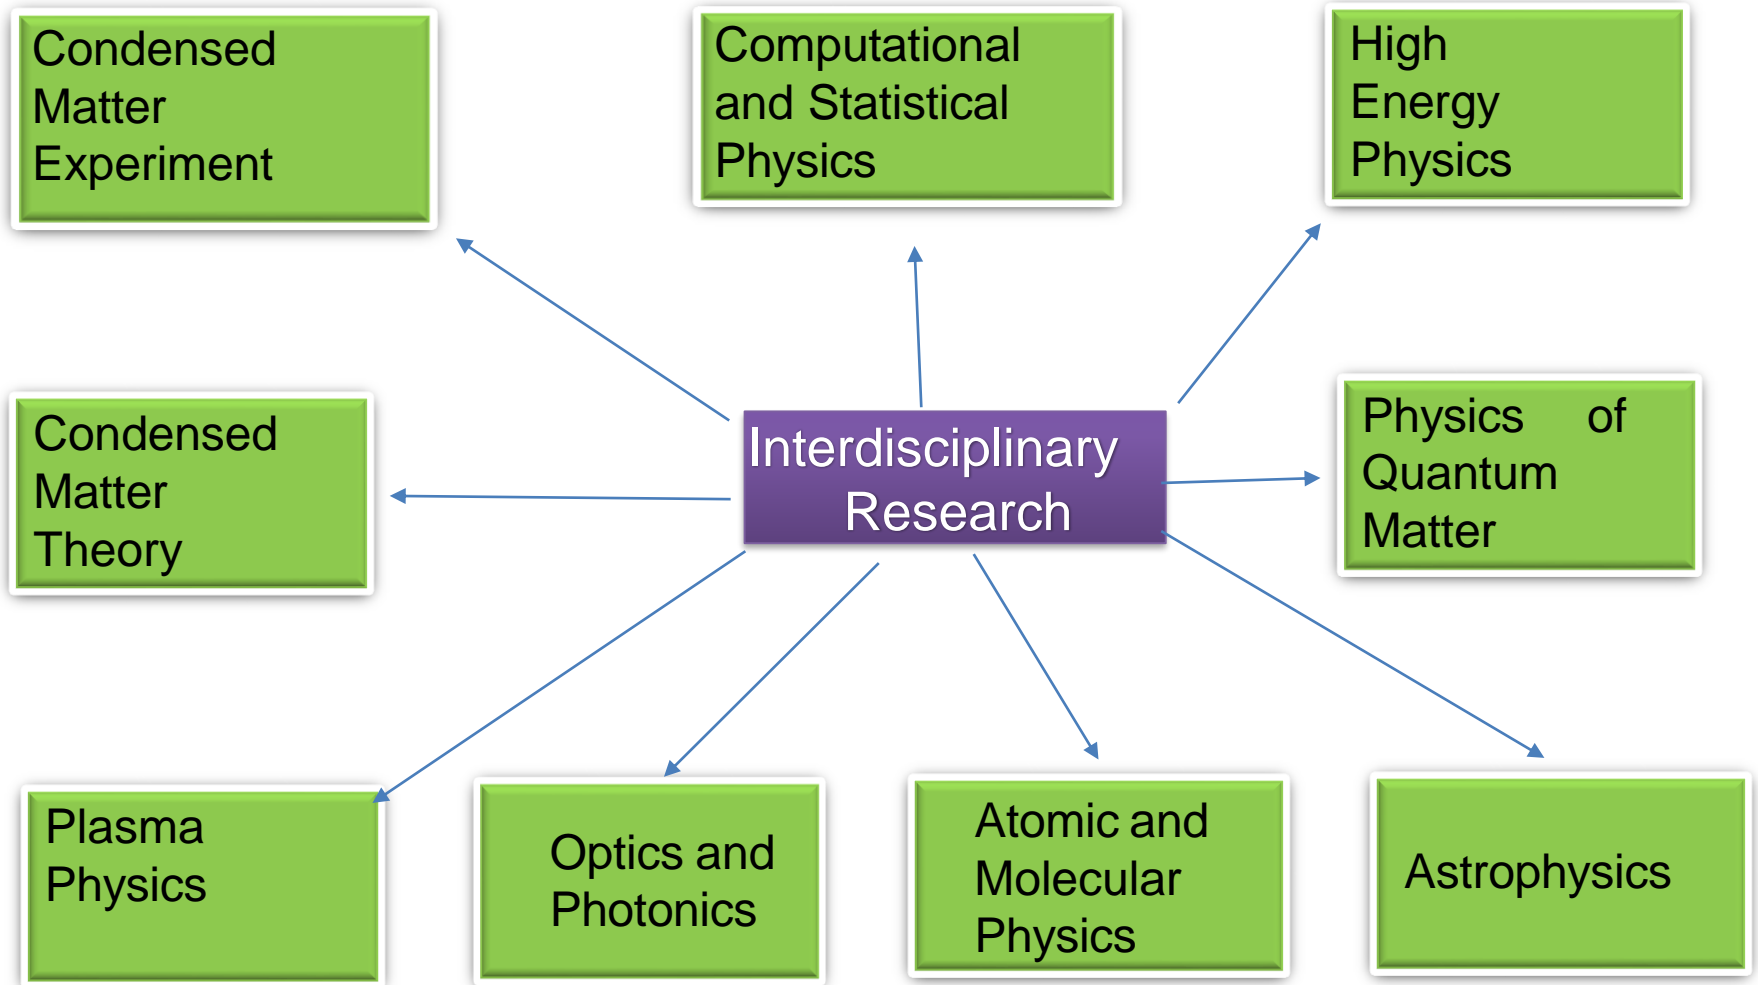 Condensed
Matter
Experiment
Computational
and Statistical
Physics
High
Energy
Physics
Condensed
Matter
Theory
Interdisciplinary
Research
Physics of
Quantum
Matter
Plasma
Physics
Optics and
Photonics
Atomic and
Molecular
Physics
Astrophysics